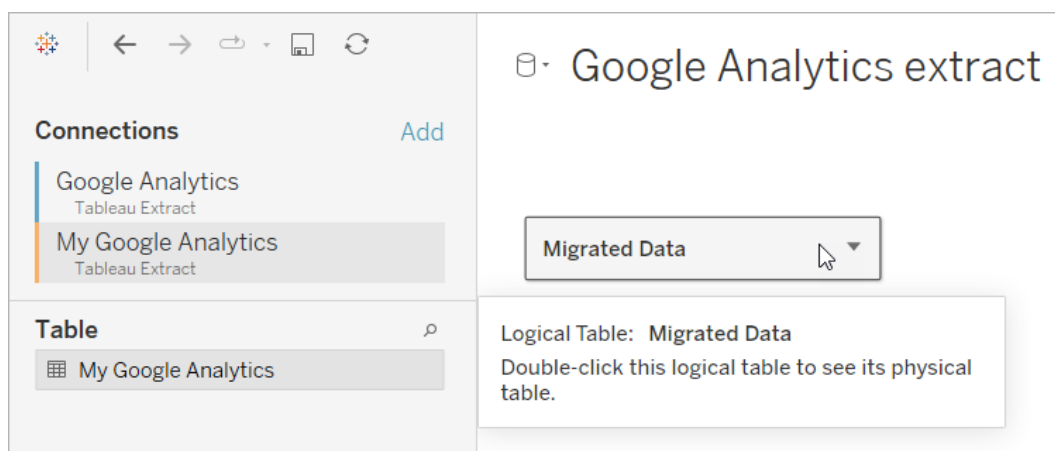 Google Analytics extract
Connections
Add
Google Analytics
Tableau Extract
My Google Analytics
Tableau Extract
Table
My Google Analytics
Migrated Data
Logical Table: Migrated Data
Double-click this logical table to see its physical
table.